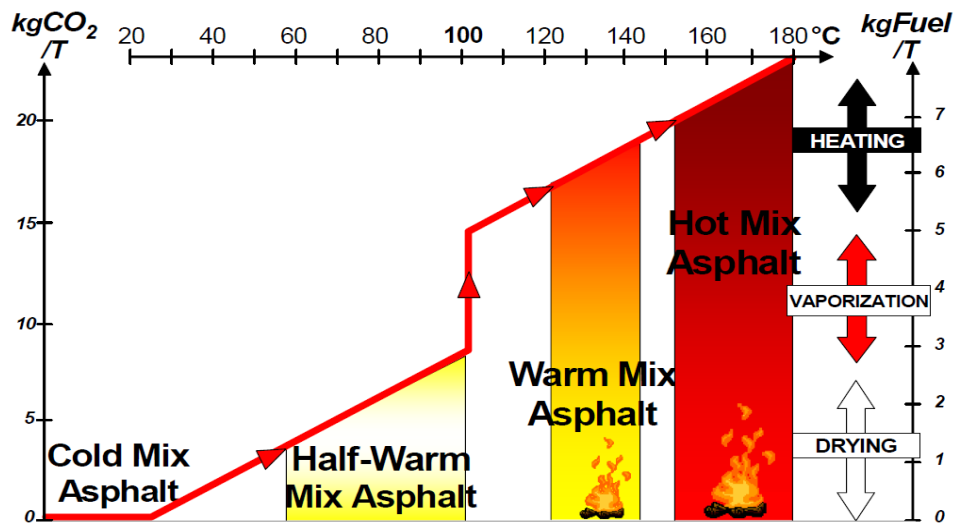 kgCO2
/T
20 40 60 80 100 120 140 160 180 °C
kgFuel
/T
20
15
10
5
0
7
6
5
4
3
2
1
0
HEATING
VAPORIZATION
DRYING
Hot Mix
Asphalt
Warm Mix
Asphalt
Half-Warm
Mix Asphalt
Cold Mix
Asphalt